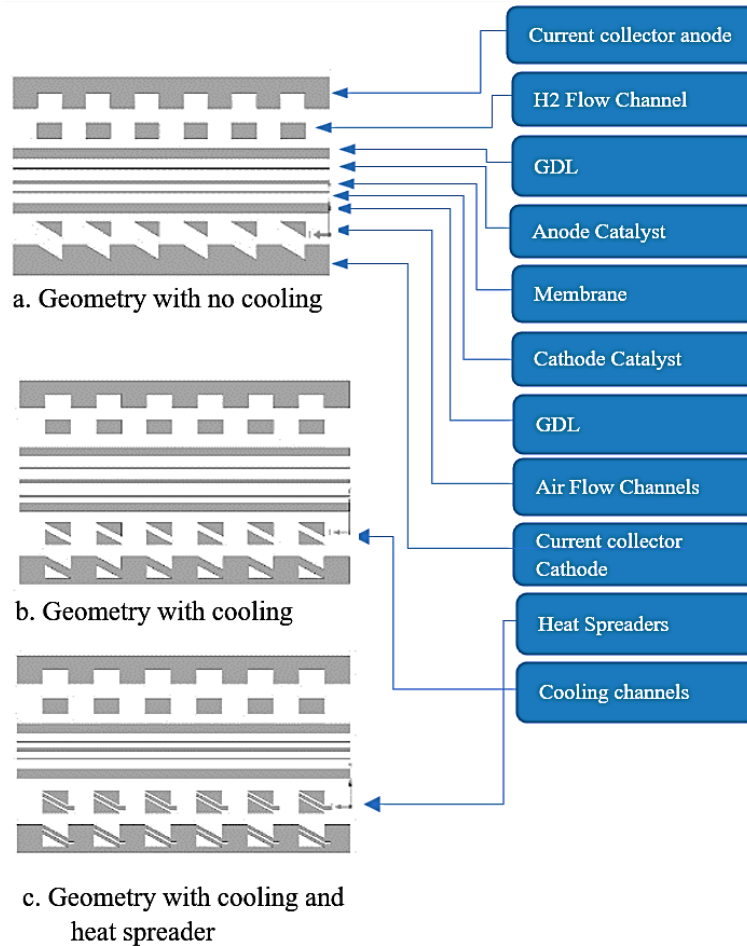 Current collector anode
H2 Flow Channel
GDL
Anode Catalyst
Membrane
Cathode Catalyst
GDL
Air Flow Channels
Current collector
Cathode
Heat Spreaders
Cooling channels
a. Geometry with no cooling
b. Geometry with cooling
c. Geometry with cooling and
heat spreader